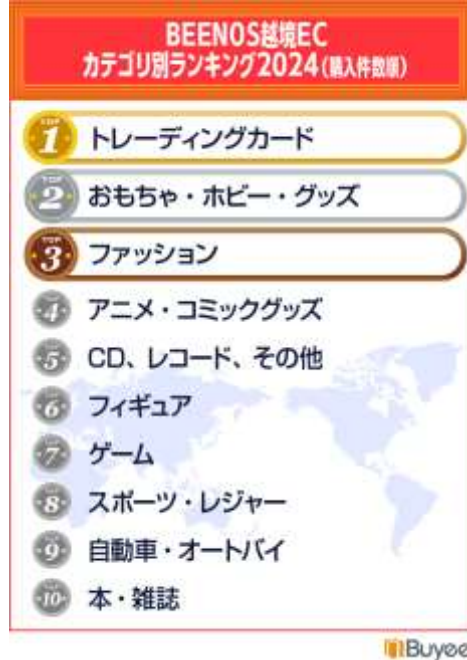 BEENOS越境EC
カテゴリ別ランキング2024(購入件数順)
TOP
1 トレーディングカード
TOP
2 おもちゃ・ホビー・グッズ
TOP
3 ファッション
4 アニメ・コミックグッズ
5 CD、レコード、その他
6 フィギュア
7 ゲーム
8 スポーツ・レジャー
9 自動車・オートバイ
10 本・雑誌
Buyee